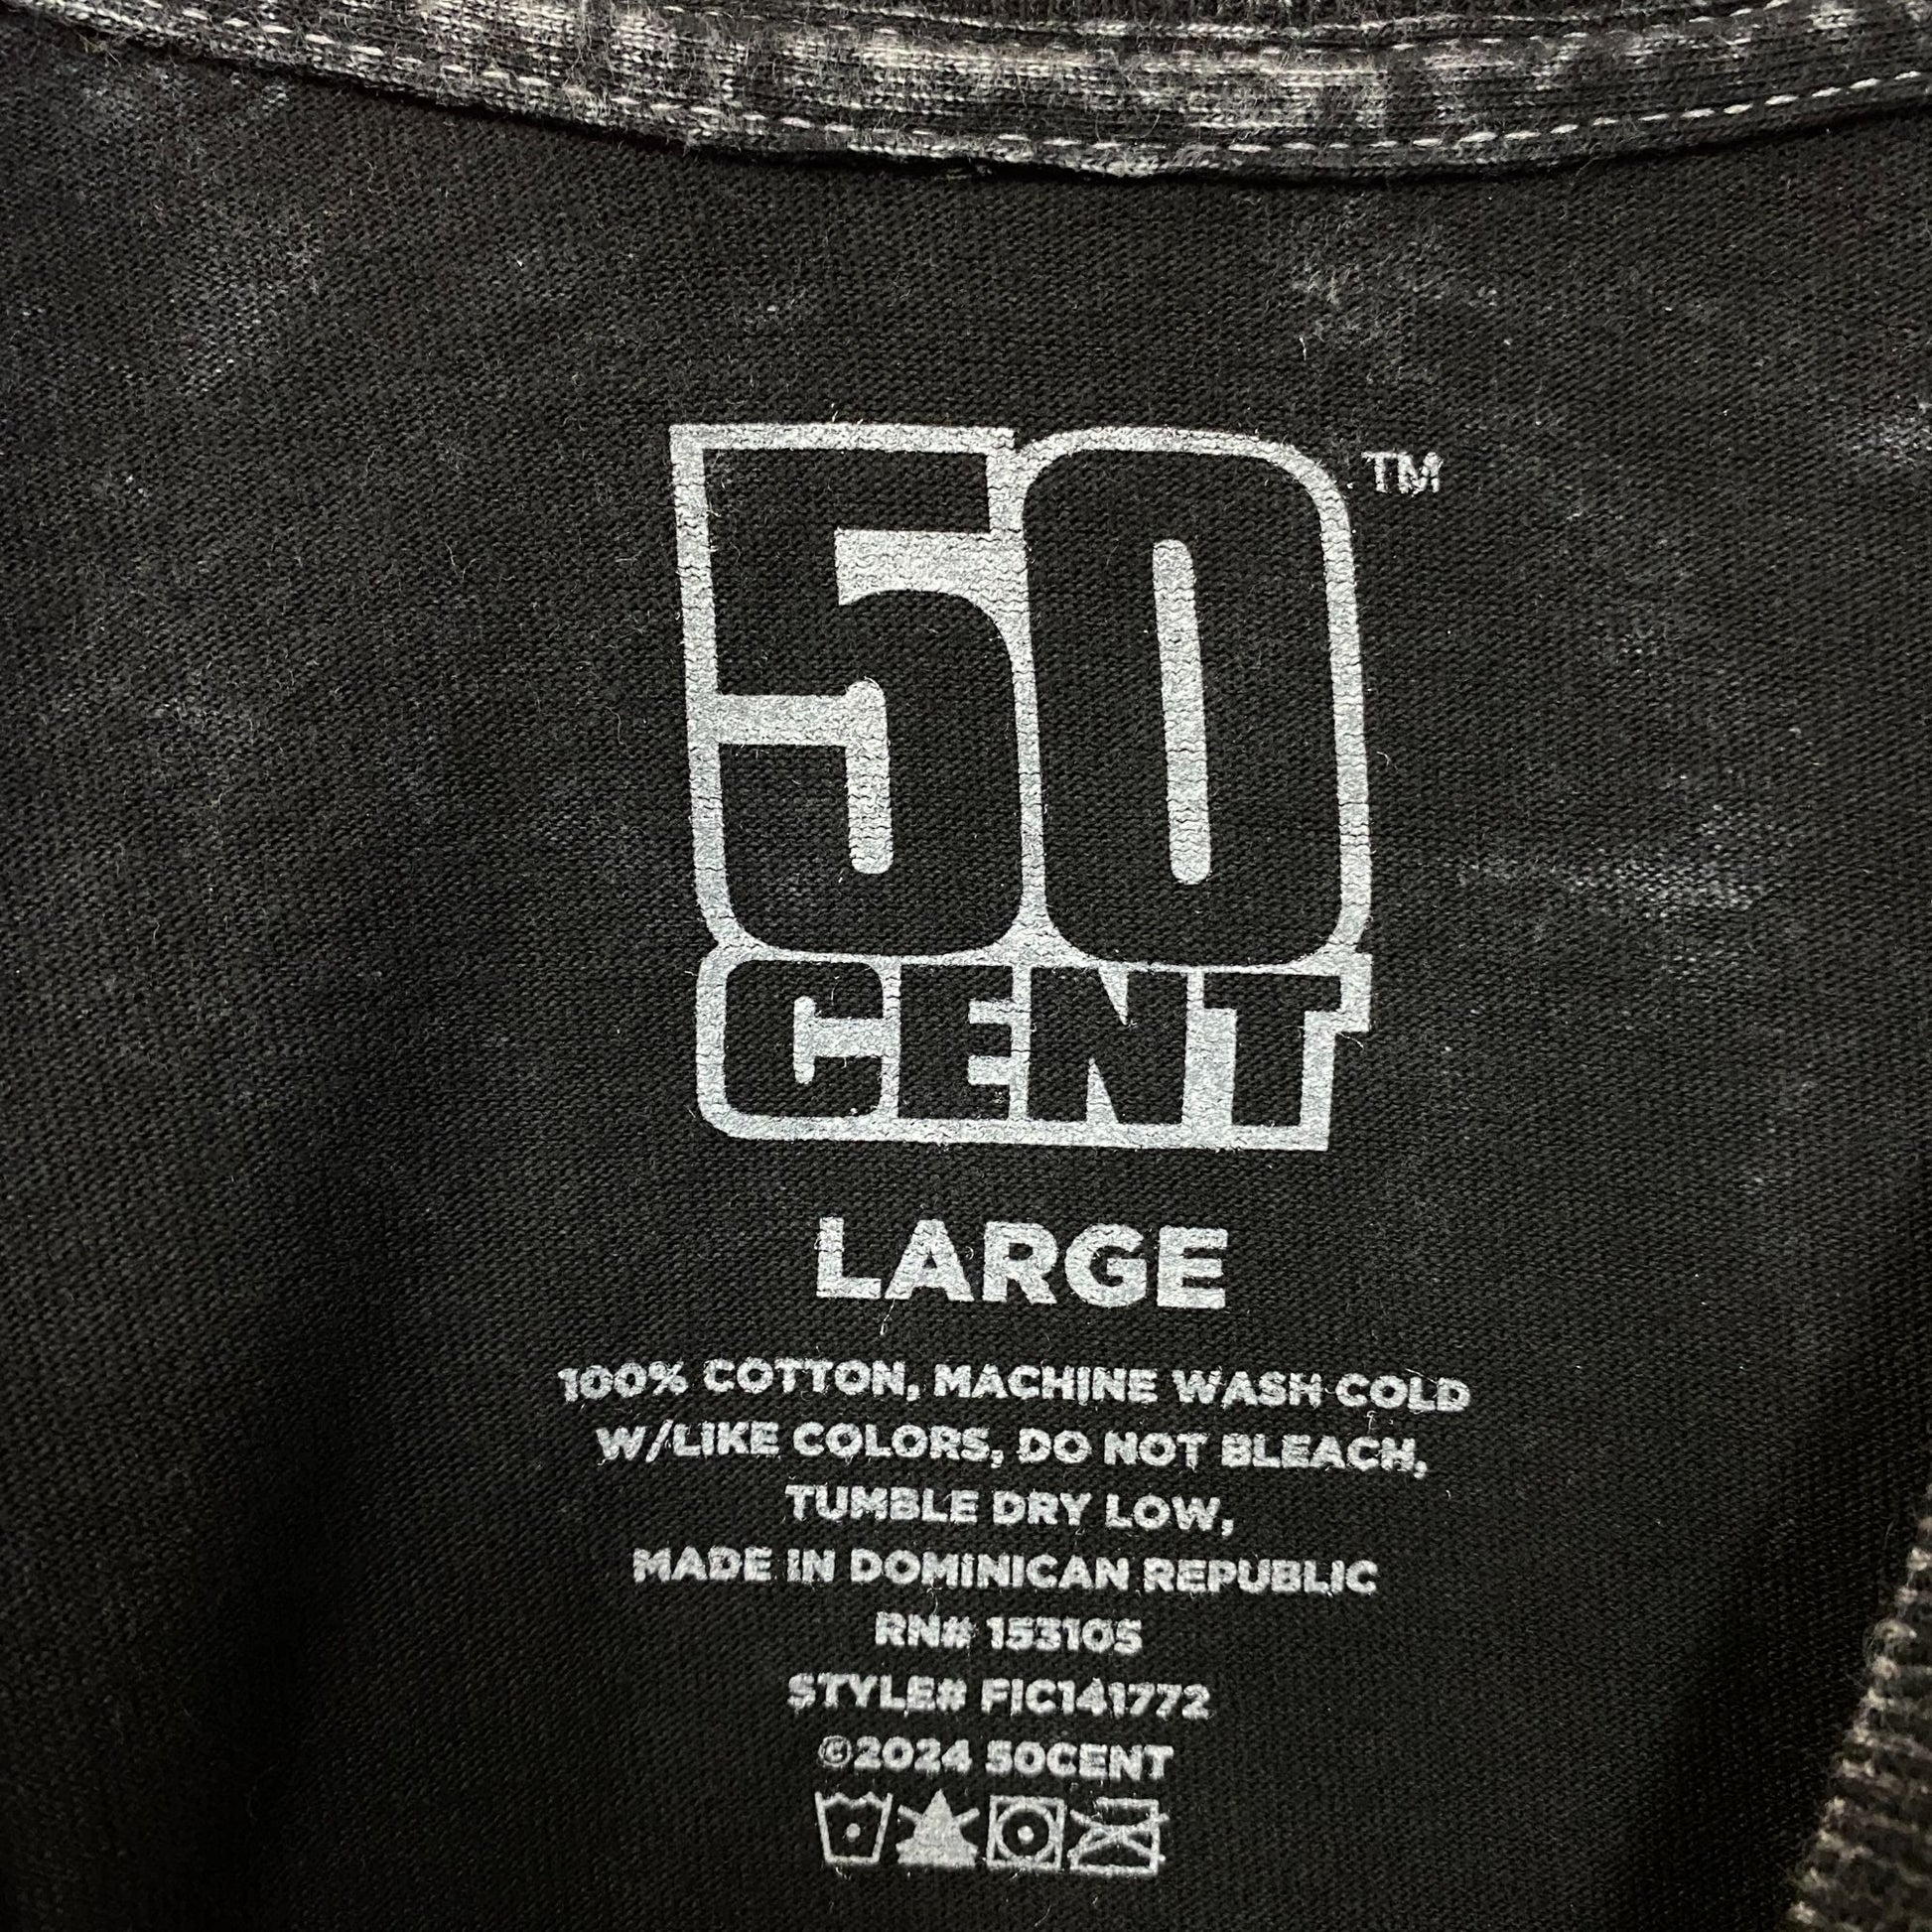 50 ™
CENT
LARGE
100% COTTON, MACHINE WASH COLD
W/LIKE COLORS, DO NOT BLEACH,
TUMBLE DRY LOW,
MADE IN DOMINICAN REPUBLIC
RN# 153105
STYLE# FIC141772
©2024 50CENT